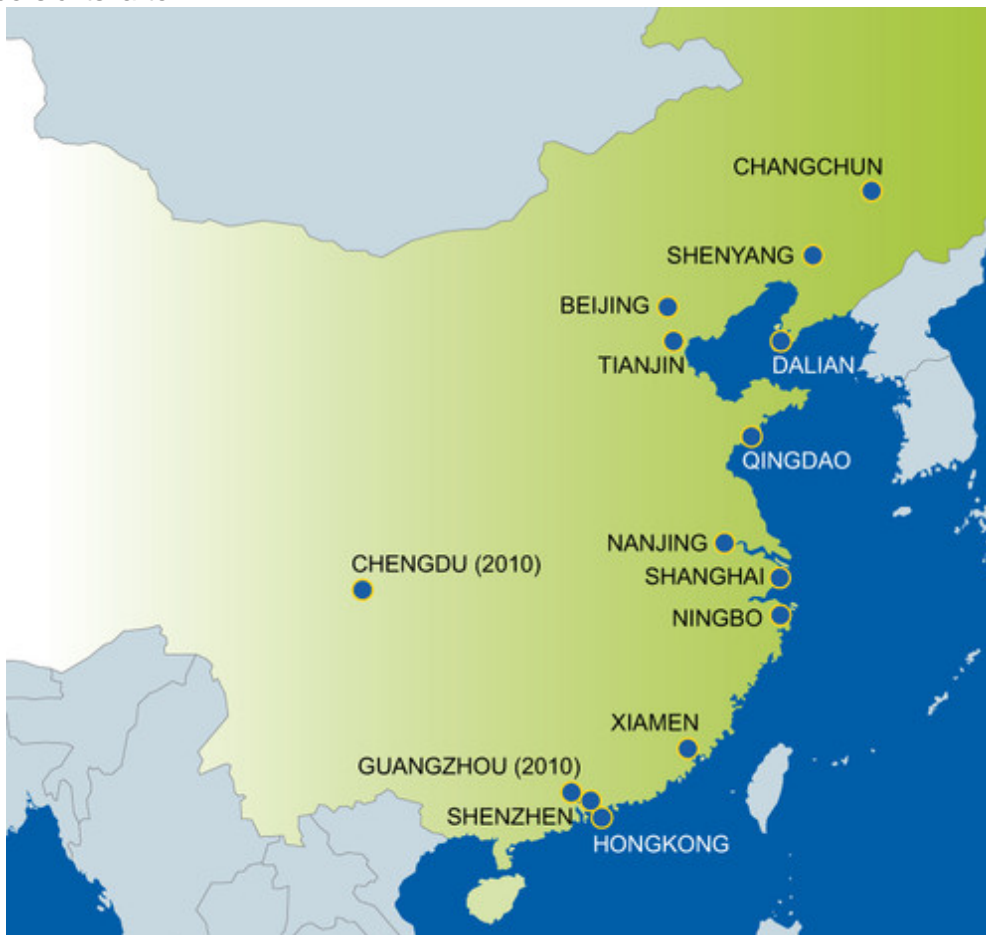 CHANGCHUN
SHENYANG
BEIJING
TIANJIN
DALIAN
QINGDAO
NANJING
CHENGDU (2010)
SHANGHAI
NINGBO
XIAMEN
GUANGZHOU (2010)
SHENZHEN
HONGKONG